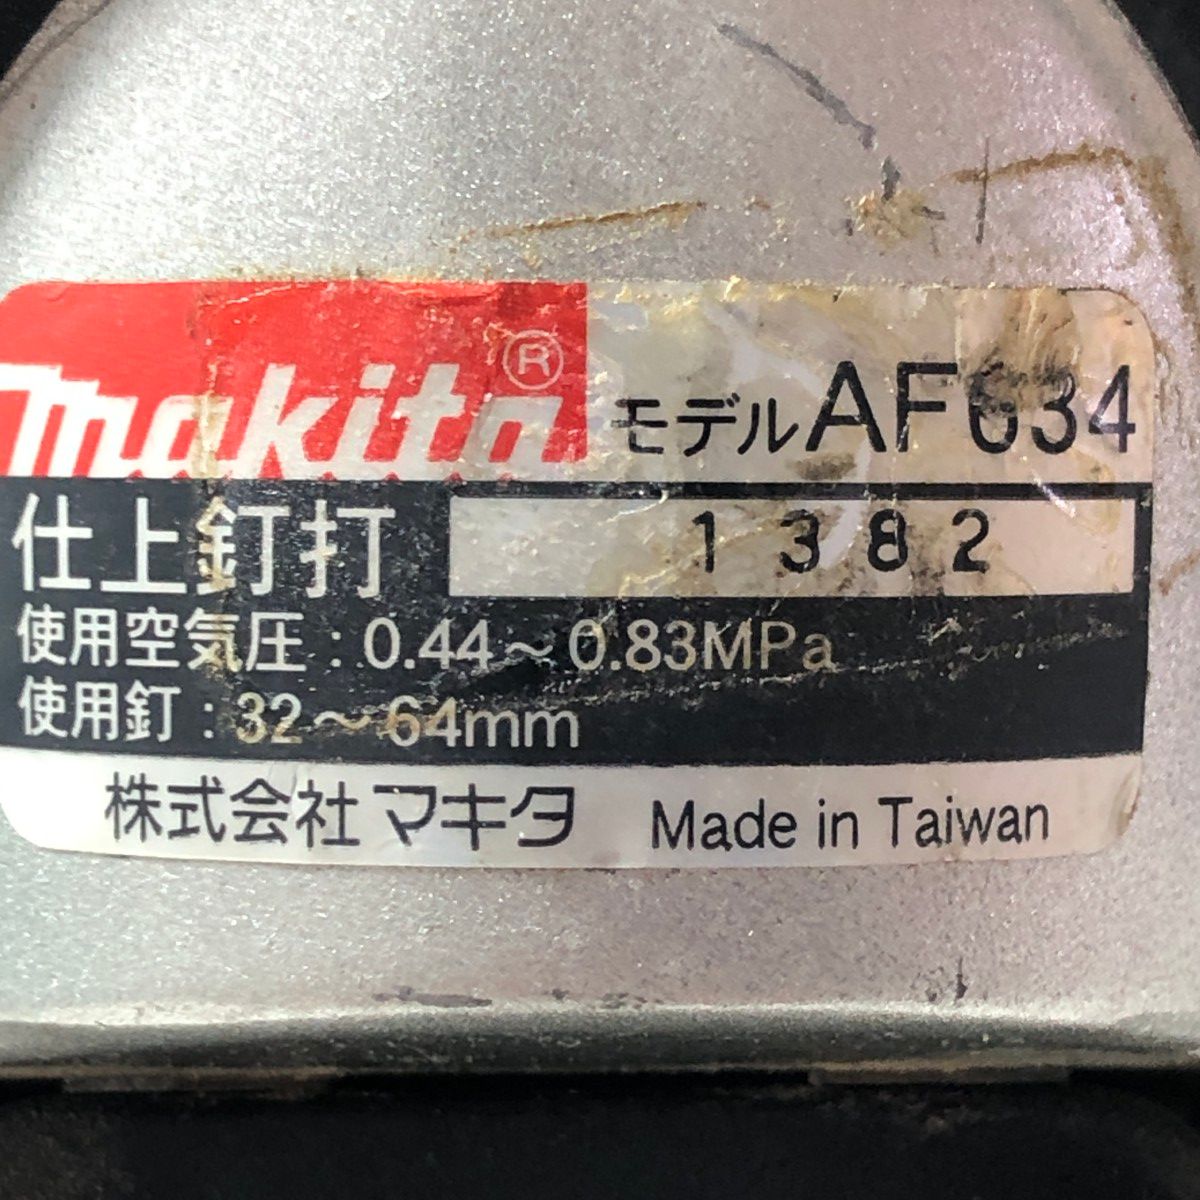 makita® モデルAF634
仕上釘打 1382
使用空気圧：0.44～0.83MPa
使用釘：32～64mm
株式会社マキタ Made in Taiwan